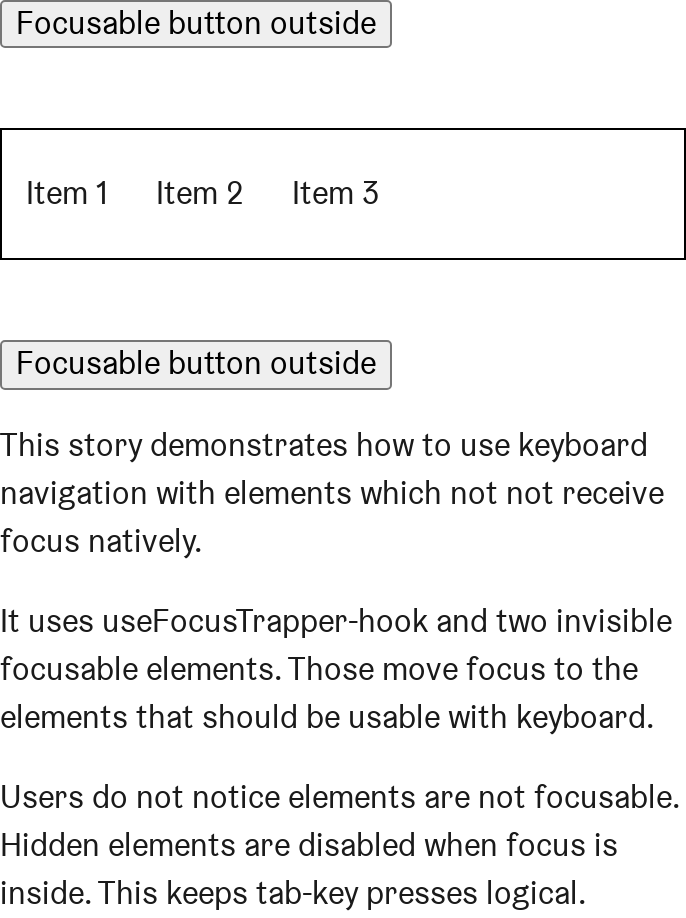 Focusable button outside
Item 1 Item 2 Item 3
Focusable button outside
This story demonstrates how to use keyboard
navigation with elements which not not receive
focus natively.
It uses useFocusTrapper-hook and two invisible
focusable elements. Those move focus to the
elements that should be usable with keyboard.
Users do not notice elements are not focusable.
Hidden elements are disabled when focus is
inside. This keeps tab-key presses logical.